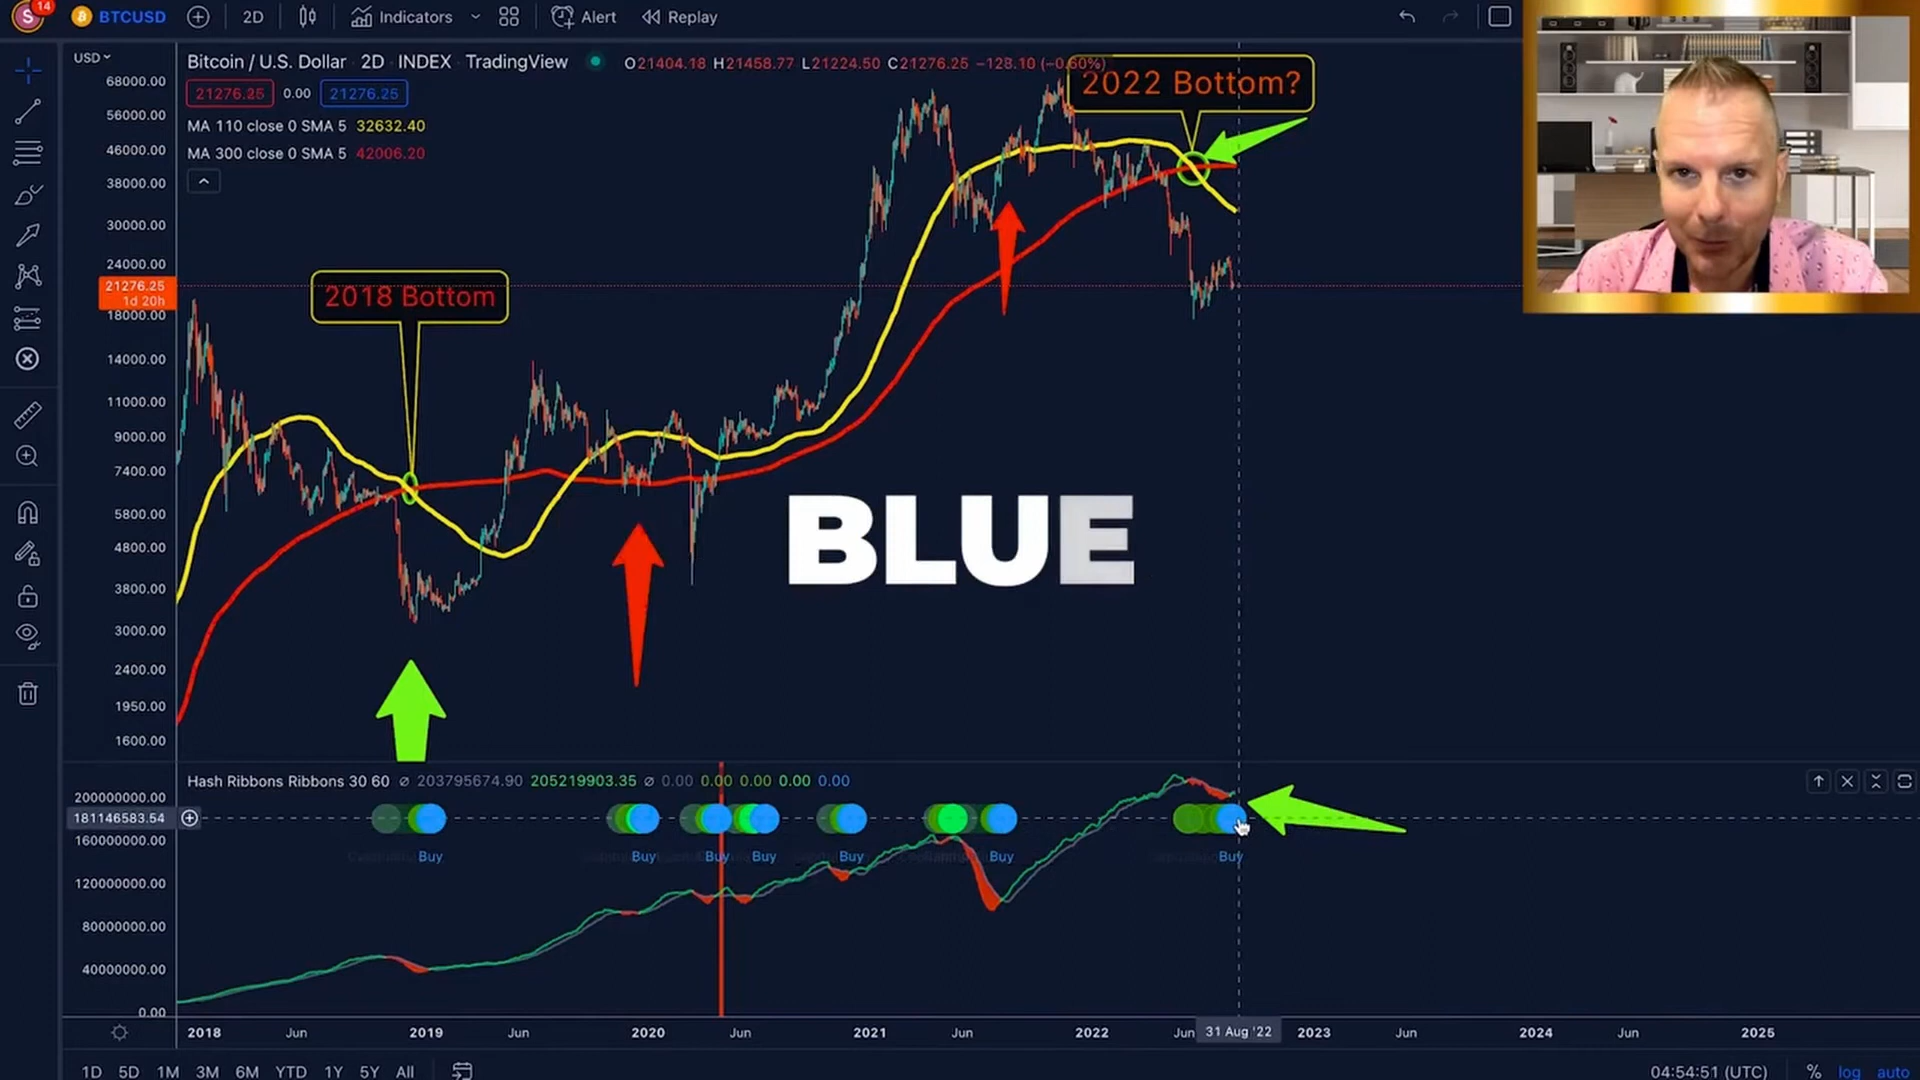 S 14
BTCUSD 2D Indicators Alert Replay
USD
Bitcoin / U.S. Dollar 2D INDEX TradingView O21404.18 H21458.77 L21224.50 C21276.25 −128.10 (−0.60%)
21276.25 0.00 21276.25
MA 110 close 0 SMA 5 32632.40
MA 300 close 0 SMA 5 42006.20
2022 Bottom?
2018 Bottom
68000.00
56000.00
46000.00
38000.00
30000.00
24000.00
21276.25
1d 20h
18000.00
14000.00
11000.00
9000.00
7400.00
5800.00
4800.00
3800.00
3000.00
2400.00
1950.00
1600.00
BLUE
Hash Ribbons Ribbons 30 60 ∅ 203795674.90 205219903.35 ∅ 0.00 0.00 0.00 0.00 0.00
200000000.00
181146583.54
160000000.00
120000000.00
80000000.00
40000000.00
0.00
Buy Buy Buy Buy Buy Buy Buy
2018 Jun 2019 Jun 2020 Jun 2021 Jun 2022 Jun 31 Aug '22 2023 Jun 2024 Jun 2025
1D 5D 1M 3M 6M YTD 1Y 5Y All 04:54:51 (UTC) % log auto